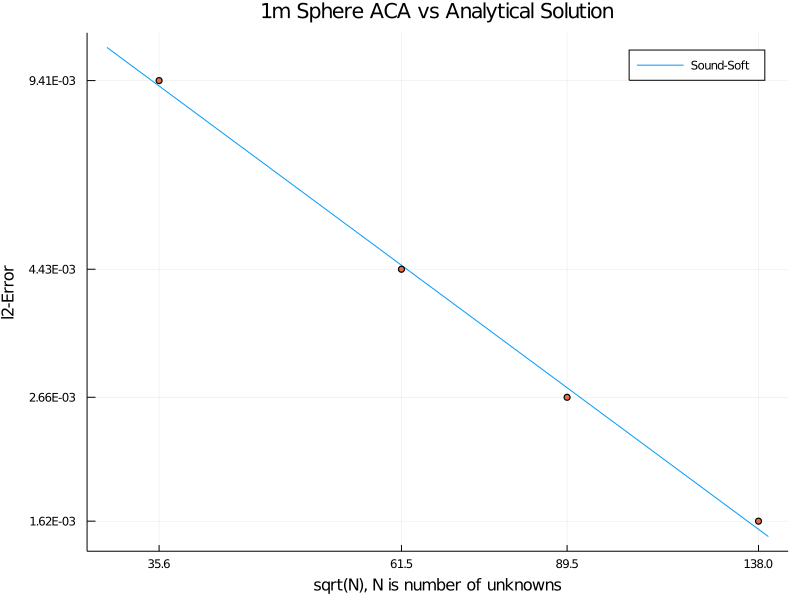 1m Sphere ACA vs Analytical Solution
Sound-Soft
l2-Error
9.41E-03
4.43E-03
2.66E-03
1.62E-03
35.6
61.5
89.5
138.0
sqrt(N), N is number of unknowns